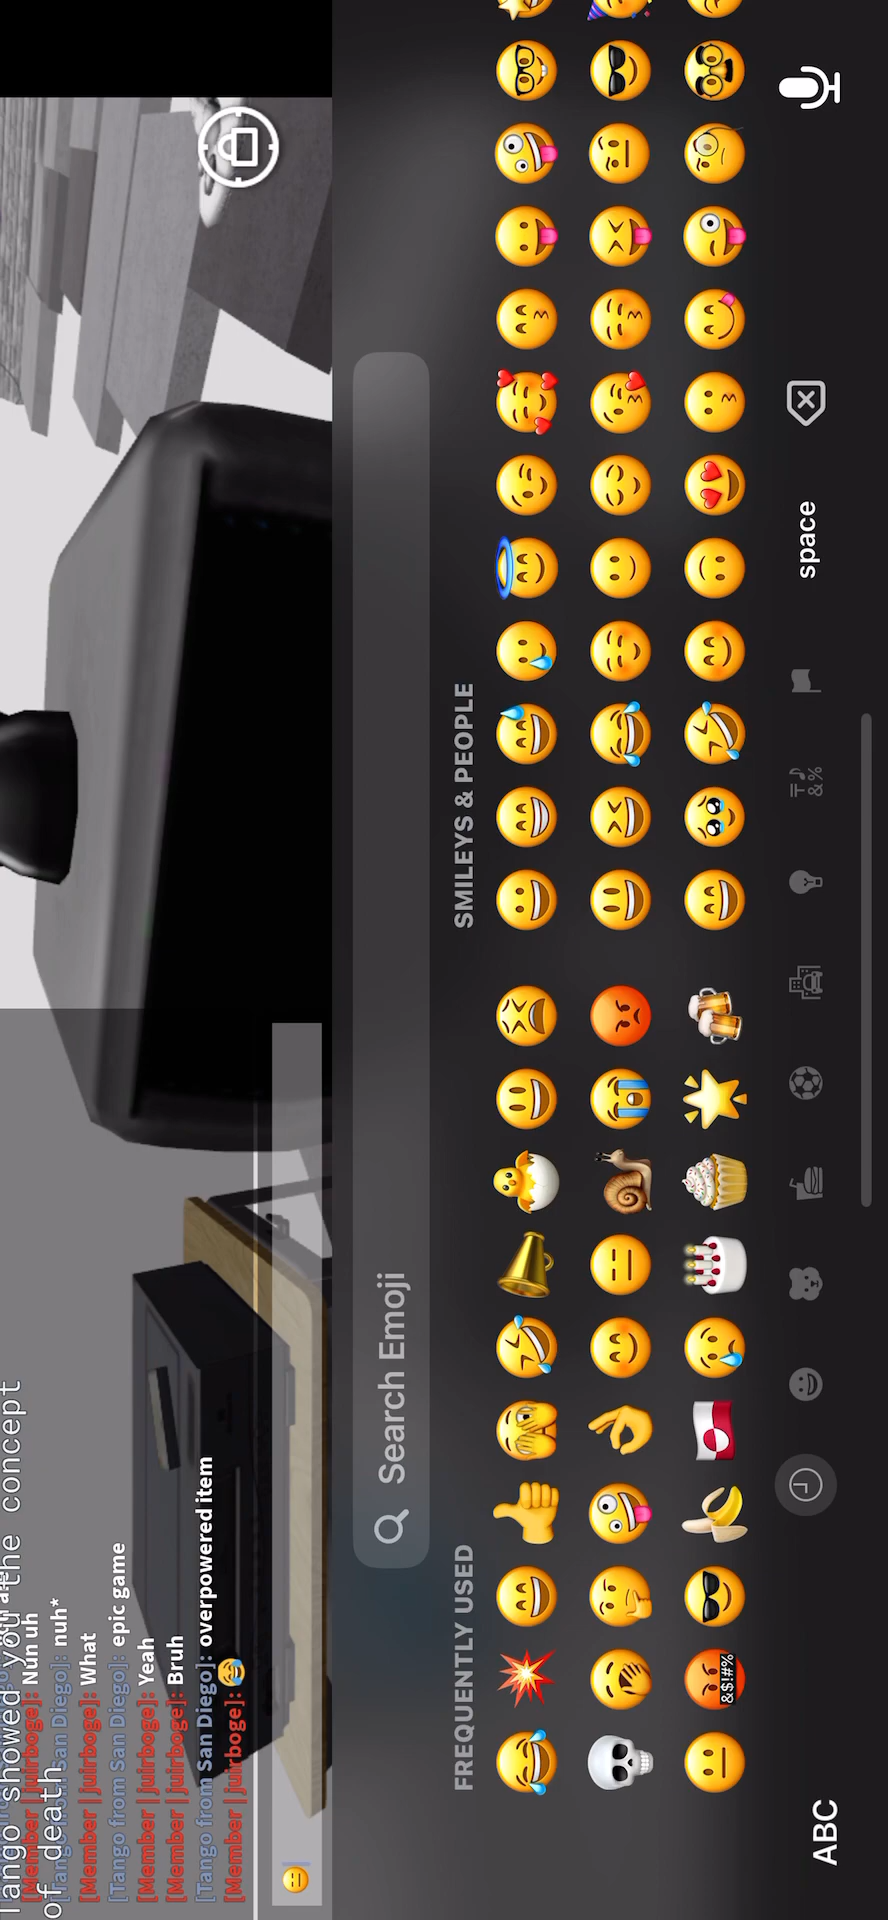 Tango showed you the concept
of death
[Member | juirboge]: Nun uh
[Tango from San Diego]: nuh*
[Member | juirboge]: What
[Tango from San Diego]: epic game
[Member | juirboge]: Yeah
[Member | juirboge]: Bruh
[Tango from San Diego]: overpowered item
[Member | juirboge]: 😂
😑
Search Emoji
FREQUENTLY USED
SMILEYS & PEOPLE
&$!#%
ABC
space